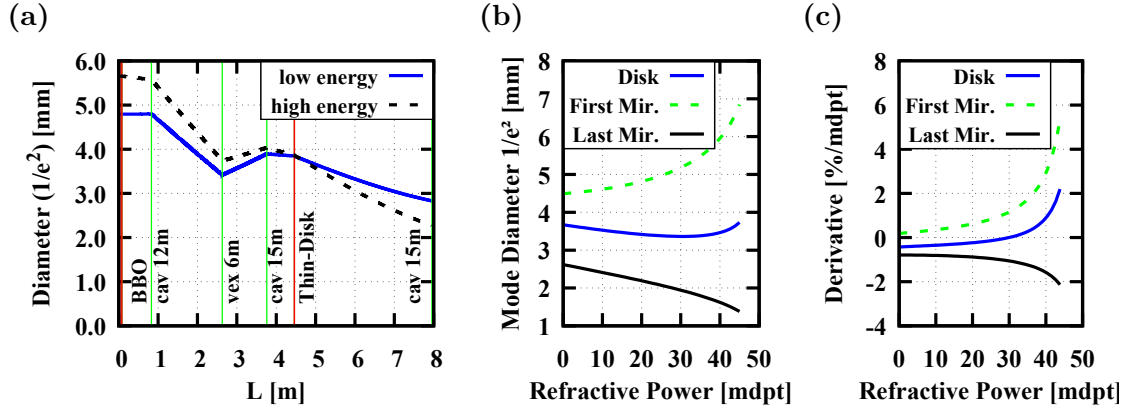 (a)
Diameter (1/e²) [mm]
6.0
5.0
4.0
3.0
2.0
1.0
0.0
low energy
high energy
BBO
cav 12m
vex 6m
cav 15m
Thin-Disk
cav 15m
0 1 2 3 4 5 6 7 8
L [m]
(b)
Mode Diameter 1/e² [mm]
8
7
6
5
4
3
2
1
Disk
First Mir.
Last Mir.
0 10 20 30 40 50
Refractive Power [mdpt]
(c)
Derivative [%/mdpt]
8
6
4
2
0
-2
-4
Disk
First Mir.
Last Mir.
0 10 20 30 40 50
Refractive Power [mdpt]